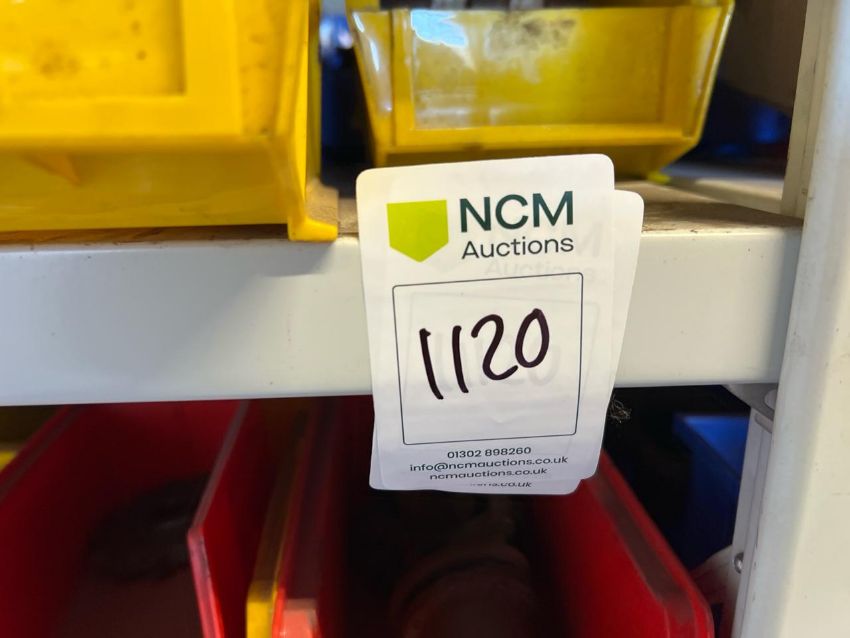 NCM
Auctions
1120
01302 898260
info@ncmauctions.co.uk
ncmauctions.co.uk